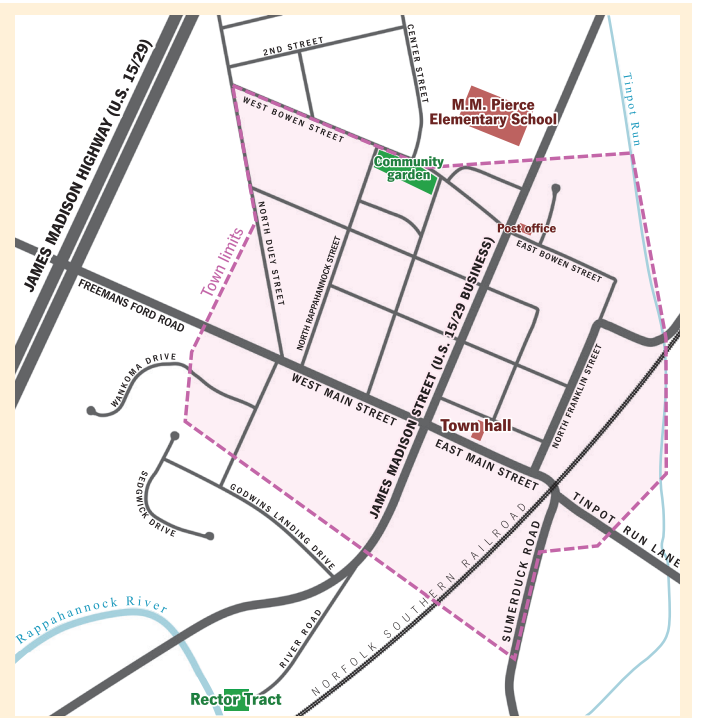 2ND STREET
CENTER STREET
JAMES MADISON HIGHWAY (U.S. 15/29)
Tinpot Run
WEST BOWEN STREET
M.M. Pierce
Elementary School
Community
garden
Town limits
NORTH DUEY STREET
NORTH RAPPAHANNOCK STREET
Post office
EAST BOWEN STREET
FREEMANS FORD ROAD
JAMES MADISON STREET (U.S. 15/29 BUSINESS)
WANKOMA DRIVE
WEST MAIN STREET
NORTH FRANKLIN STREET
Town hall
EAST MAIN STREET
SEDGWICK DRIVE
GODWINS LANDING DRIVE
TINPOT RUN LANE
SUMERDUCK ROAD
NORFOLK SOUTHERN RAILROAD
Rappahannock River
RIVER ROAD
Rector Tract